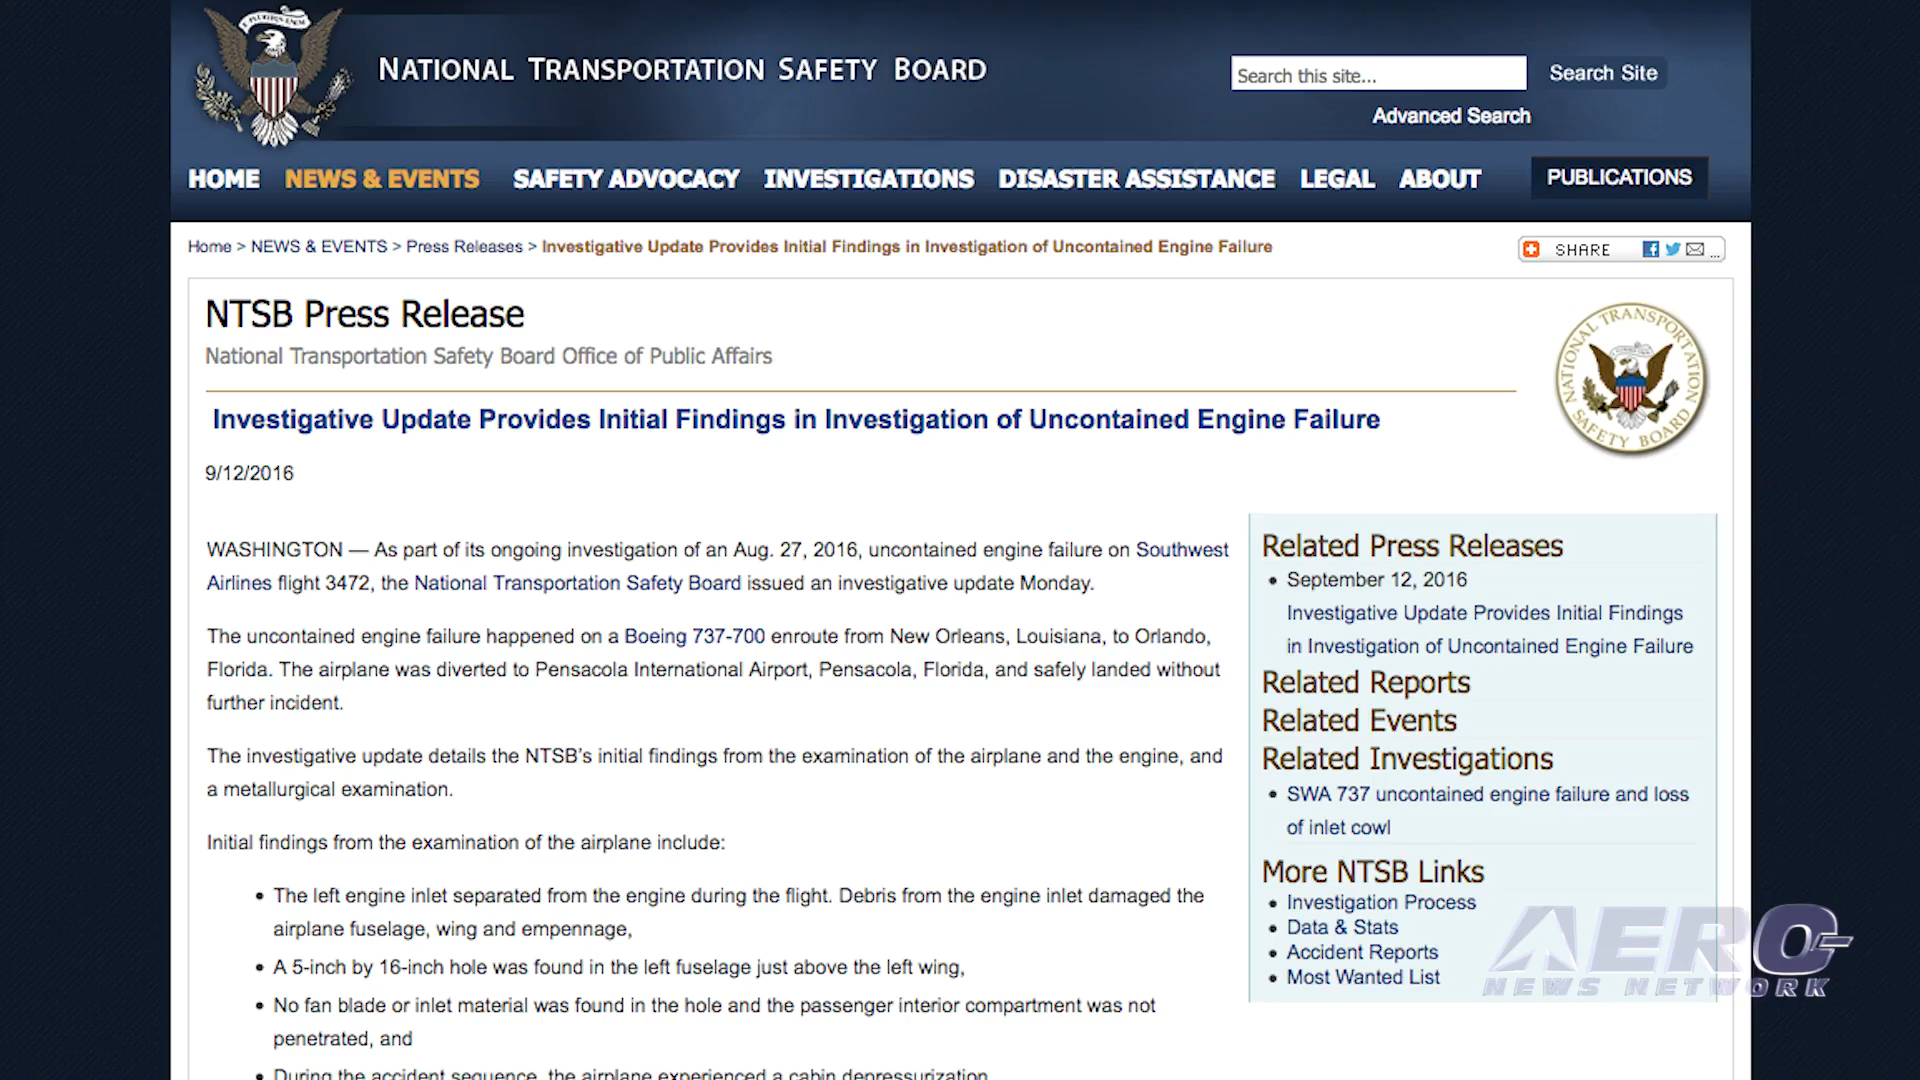 NATIONAL TRANSPORTATION SAFETY BOARD
Search this site...
Search Site
Advanced Search
HOME NEWS & EVENTS SAFETY ADVOCACY INVESTIGATIONS DISASTER ASSISTANCE LEGAL ABOUT PUBLICATIONS
Home > NEWS & EVENTS > Press Releases > Investigative Update Provides Initial Findings in Investigation of Uncontained Engine Failure
SHARE ...
NTSB Press Release
National Transportation Safety Board Office of Public Affairs
NATIONAL TRANSPORTATION SAFETY BOARD
Investigative Update Provides Initial Findings in Investigation of Uncontained Engine Failure
9/12/2016
WASHINGTON — As part of its ongoing investigation of an Aug. 27, 2016, uncontained engine failure on Southwest
Airlines flight 3472, the National Transportation Safety Board issued an investigative update Monday.
The uncontained engine failure happened on a Boeing 737-700 enroute from New Orleans, Louisiana, to Orlando,
Florida. The airplane was diverted to Pensacola International Airport, Pensacola, Florida, and safely landed without
further incident.
The investigative update details the NTSB's initial findings from the examination of the airplane and the engine, and
a metallurgical examination.
Initial findings from the examination of the airplane include:
• The left engine inlet separated from the engine during the flight. Debris from the engine inlet damaged the
airplane fuselage, wing and empennage,
• A 5-inch by 16-inch hole was found in the left fuselage just above the left wing,
• No fan blade or inlet material was found in the hole and the passenger interior compartment was not
penetrated, and
• During the accident sequence, the airplane experienced a cabin depressurization.
Related Press Releases
• September 12, 2016
Investigative Update Provides Initial Findings
in Investigation of Uncontained Engine Failure
Related Reports
Related Events
Related Investigations
• SWA 737 uncontained engine failure and loss
of inlet cowl
More NTSB Links
• Investigation Process
• Data & Stats
• Accident Reports
• Most Wanted List
AERO
NEWS NETWORK